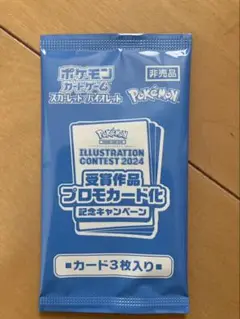 ポケモン
カードゲーム
スカーレット&バイオレット
非売品
POKÉMON
Pokémon
ILLUSTRATION
CONTEST 2024
受賞作品
プロモカード化
記念キャンペーン
■カード3枚入り■